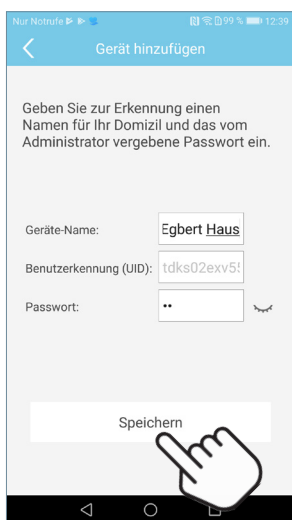 Nur Notrufe 99 % 12:39
Gerät hinzufügen
Geben Sie zur Erkennung einen
Namen für Ihr Domizil und das vom
Administrator vergebene Passwort ein.
Geräte-Name: Egbert Haus
Benutzerkennung (UID): tdks02exv55
Passwort: ••
Speichern